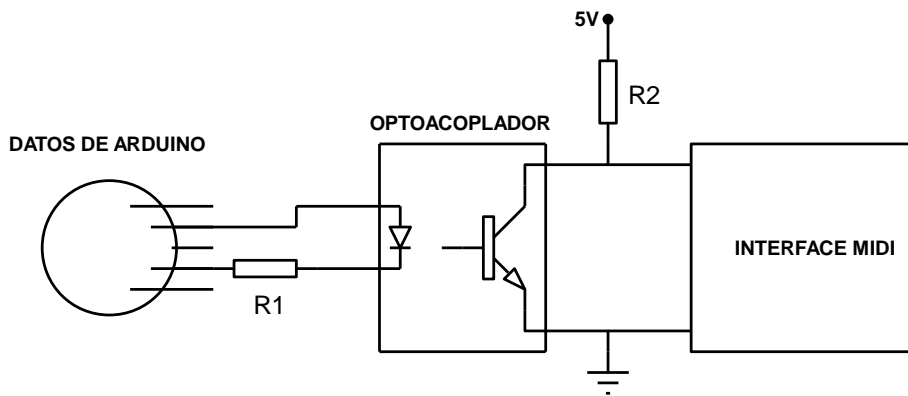 5V
R2
OPTOACOPLADOR
DATOS DE ARDUINO
INTERFACE MIDI
R1